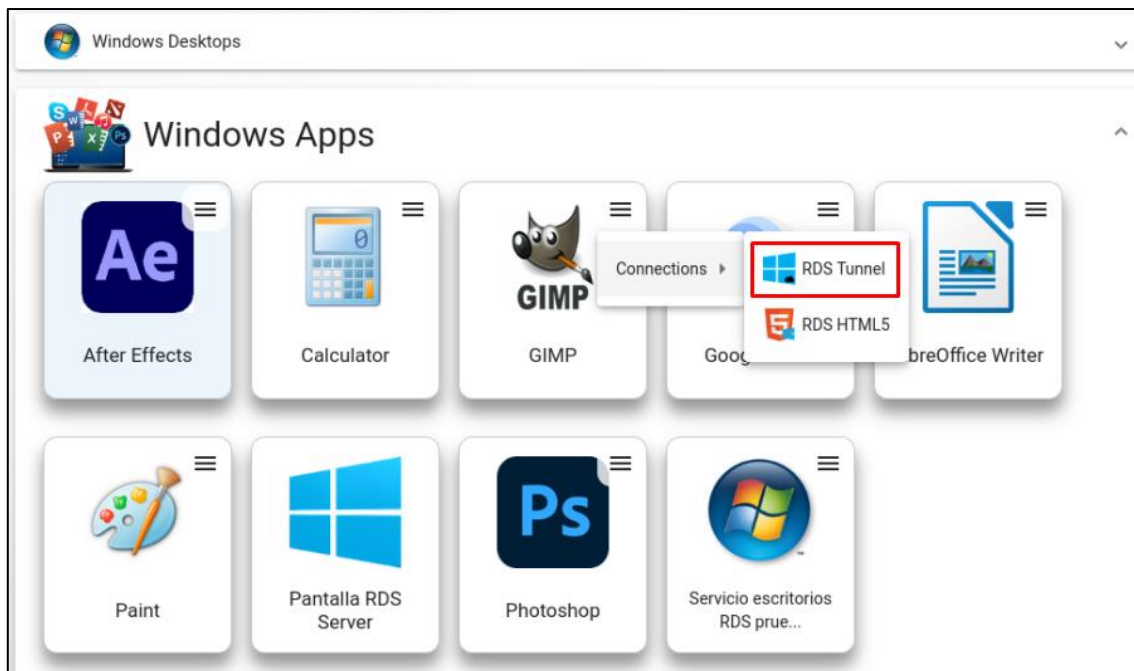 Windows Desktops
Windows Apps
Ae
After Effects
0
Calculator
GIMP
GIMP
Connections
RDS Tunnel
RDS HTML5
Goog
breOffice Writer
Paint
Pantalla RDS
Server
Ps
Photoshop
Servicio escritorios
RDS prue...